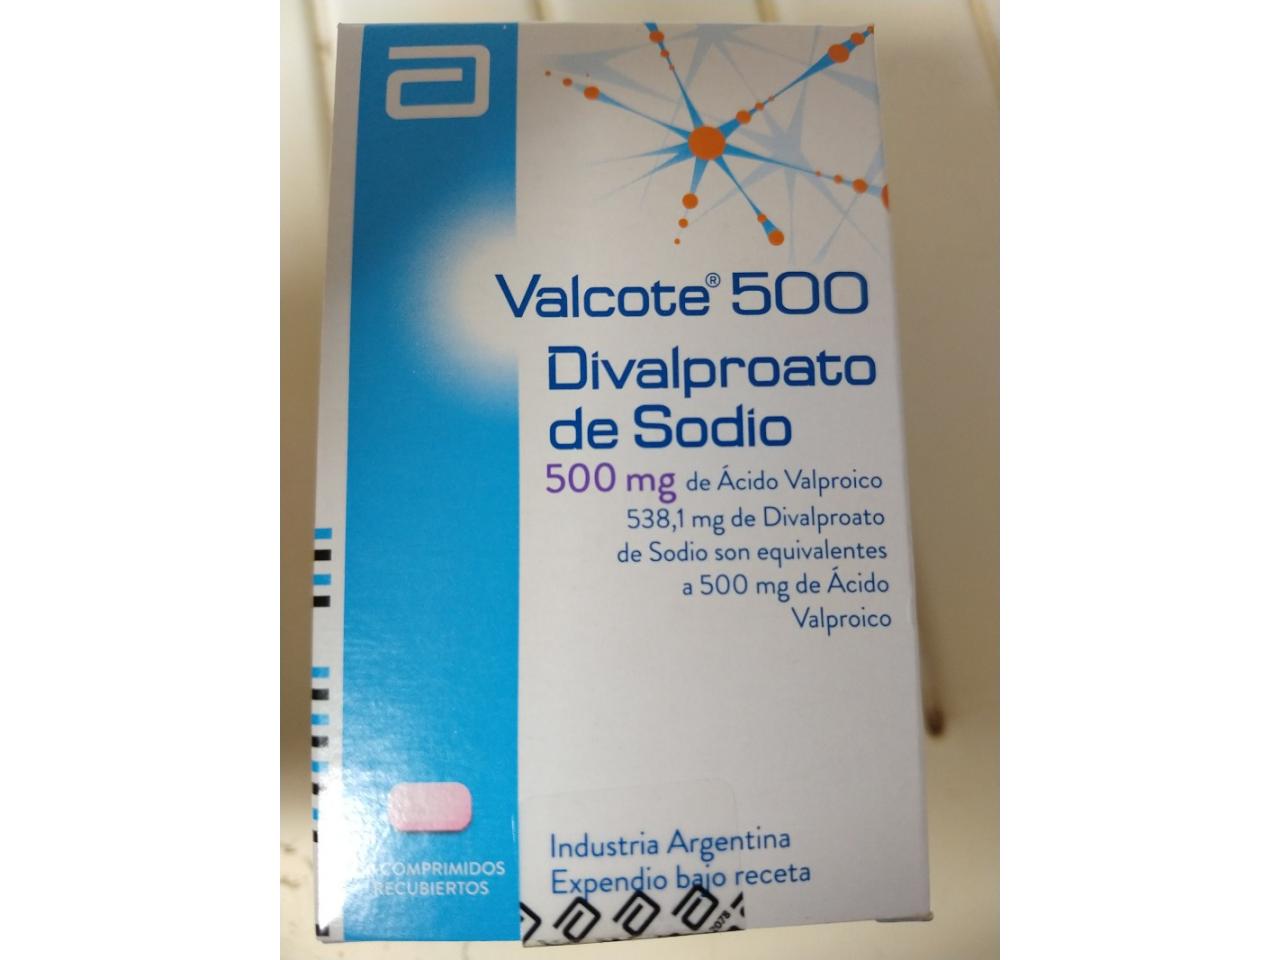 Valcote® 500
Divalproato
de Sodio
500 mg de Ácido Valproico
538,1 mg de Divalproato
de Sodio son equivalentes
a 500 mg de Ácido
Valproico
COMPRIMIDOS
RECUBIERTOS
Industria Argentina
Expendio bajo receta